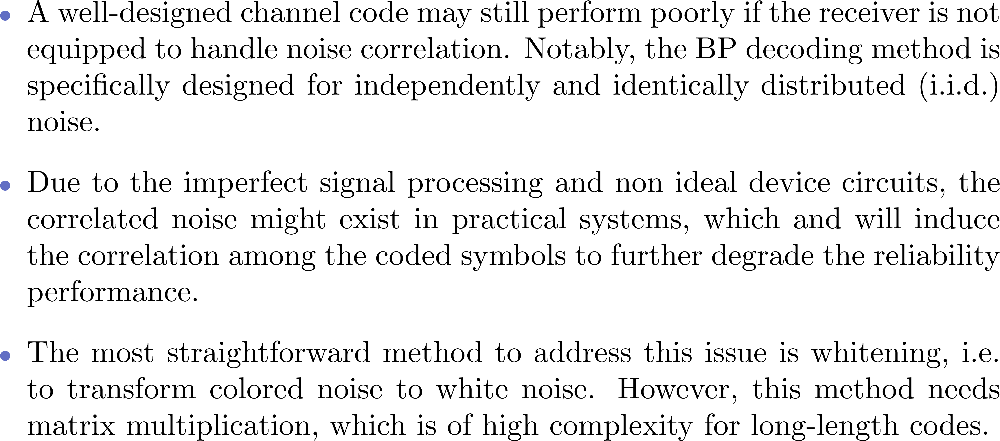 • A well-designed channel code may still perform poorly if the receiver is not
equipped to handle noise correlation. Notably, the BP decoding method is
specifically designed for independently and identically distributed (i.i.d.)
noise.
• Due to the imperfect signal processing and non ideal device circuits, the
correlated noise might exist in practical systems, which and will induce
the correlation among the coded symbols to further degrade the reliability
performance.
• The most straightforward method to address this issue is whitening, i.e.
to transform colored noise to white noise. However, this method needs
matrix multiplication, which is of high complexity for long-length codes.